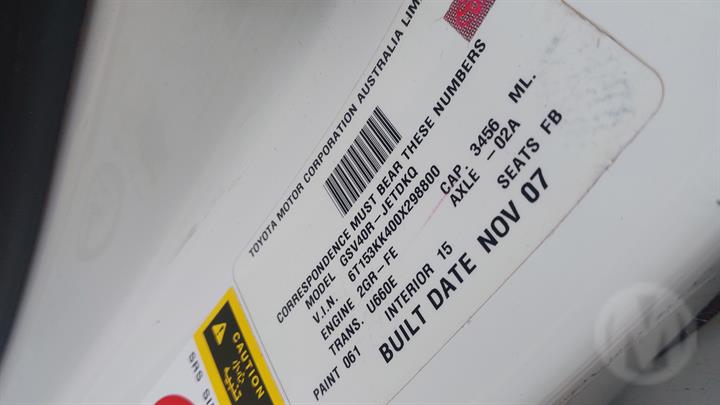 TOYOTA MOTOR CORPORATION AUSTRALIA LIM
CORRESPONDENCE MUST BEAR THESE NUMBERS
MODEL GSV40R-JETDKQ
V.I.N. 6T153KK400X298800
ENGINE 2GR-FE CAP. 3456 ML.
TRANS. U660E AXLE -02A
PAINT 061 INTERIOR 15 SEATS FB
BUILT DATE NOV 07
CAUTION
SRS
M